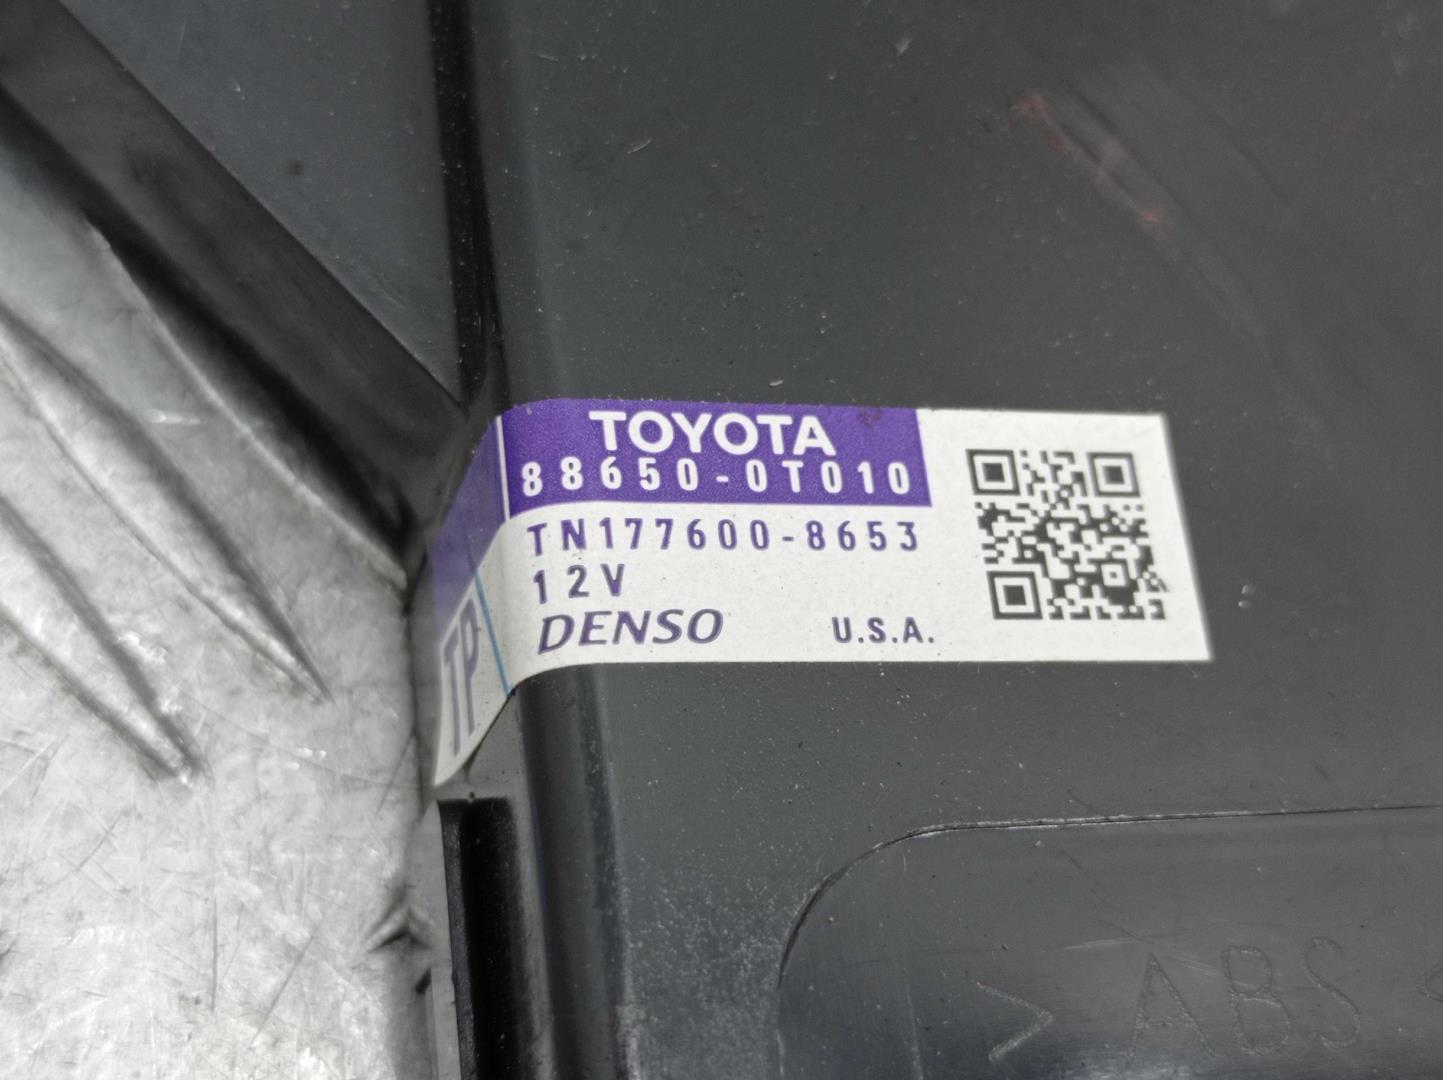 TOYOTA
88650-0T010
TN177600-8653
12V
DENSO U.S.A.
TP
>ABS<